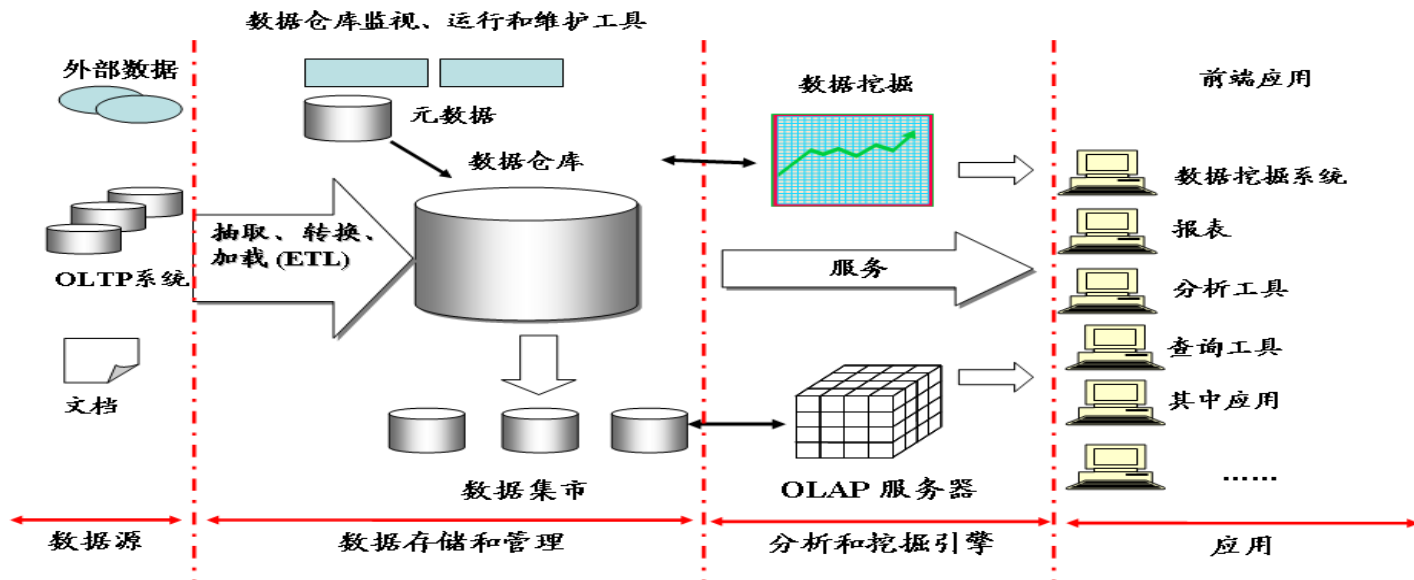 数据仓库监视、运行和维护工具
外部数据
元数据
数据仓库
OLTP系统
抽取、转换、
加载 (ETL)
文档
数据集市
数据挖掘
服务
OLAP 服务器
前端应用
数据挖掘系统
报表
分析工具
查询工具
其中应用
……
数据源
数据存储和管理
分析和挖掘引擎
应用